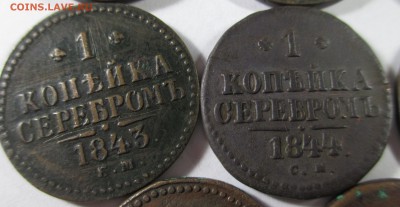 COINS.LAVE.RU
1
КОПѢЙКА
СЕРЕБРОМЪ
1843.
Е.М.
1
КОПѢЙКА
СЕРЕБРОМЪ
1844.
С.М.